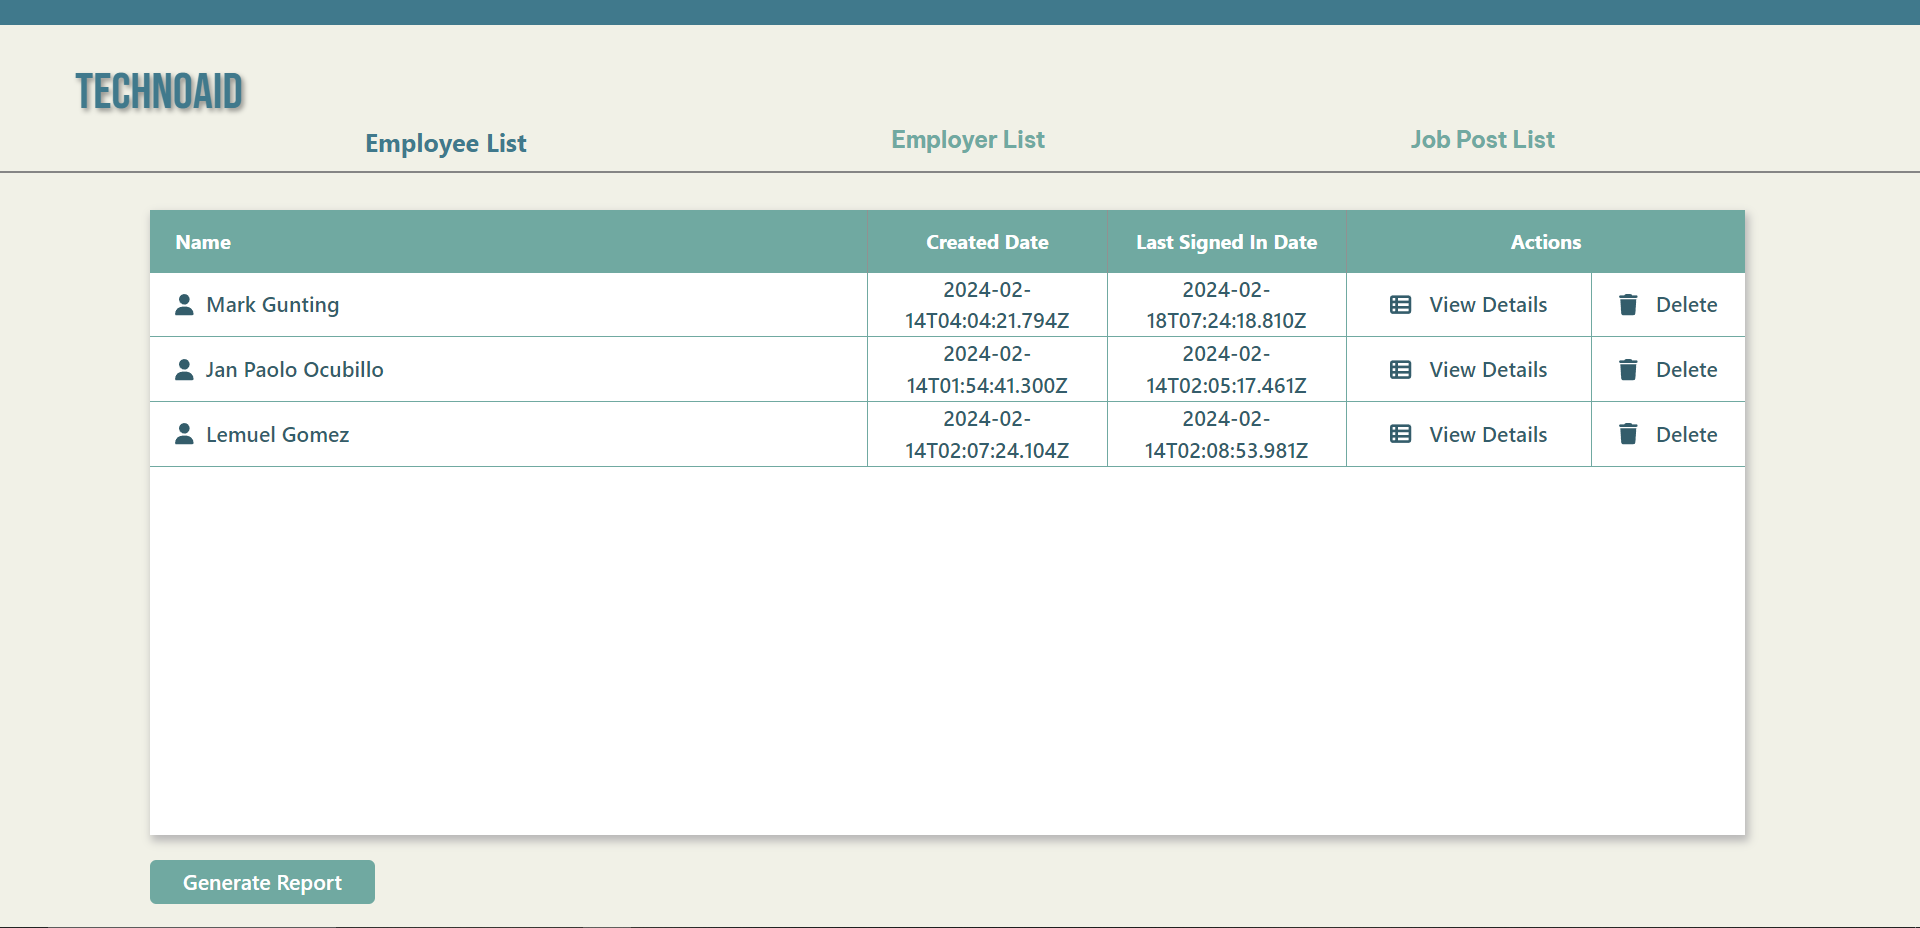 TECHNOAID
Employee List
Employer List
Job Post List
Name
Created Date
Last Signed In Date
Actions
Mark Gunting
2024-02-
14T04:04:21.794Z
2024-02-
18T07:24:18.810Z
View Details
Delete
Jan Paolo Ocubillo
2024-02-
14T01:54:41.300Z
2024-02-
14T02:05:17.461Z
View Details
Delete
Lemuel Gomez
2024-02-
14T02:07:24.104Z
2024-02-
14T02:08:53.981Z
View Details
Delete
Generate Report